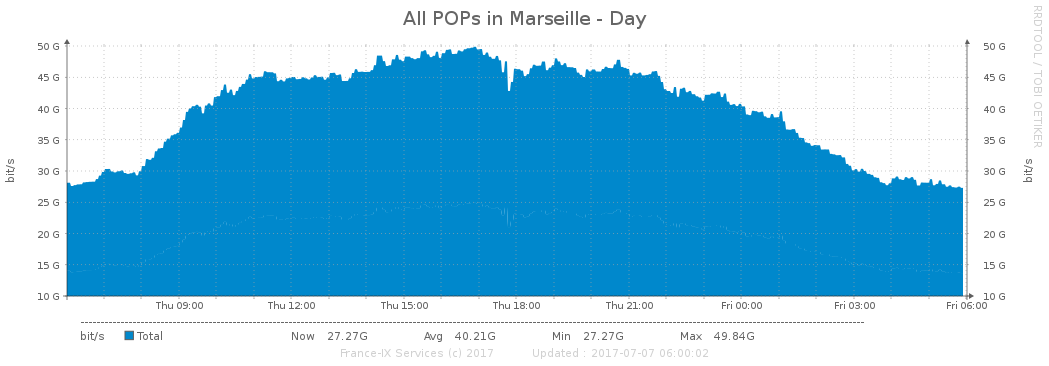 All POPs in Marseille - Day
RRDTOOL / TOBI OETIKER
bit/s
50 G
45 G
40 G
35 G
30 G
25 G
20 G
15 G
10 G
50 G
45 G
40 G
35 G
30 G
25 G
20 G
15 G
10 G
bit/s
Thu 09:00 Thu 12:00 Thu 15:00 Thu 18:00 Thu 21:00 Fri 00:00 Fri 03:00 Fri 06:00
bit/s Total Now 27.27G Avg 40.21G Min 27.27G Max 49.84G
France-IX Services (c) 2017 Updated : 2017-07-07 06:00:02